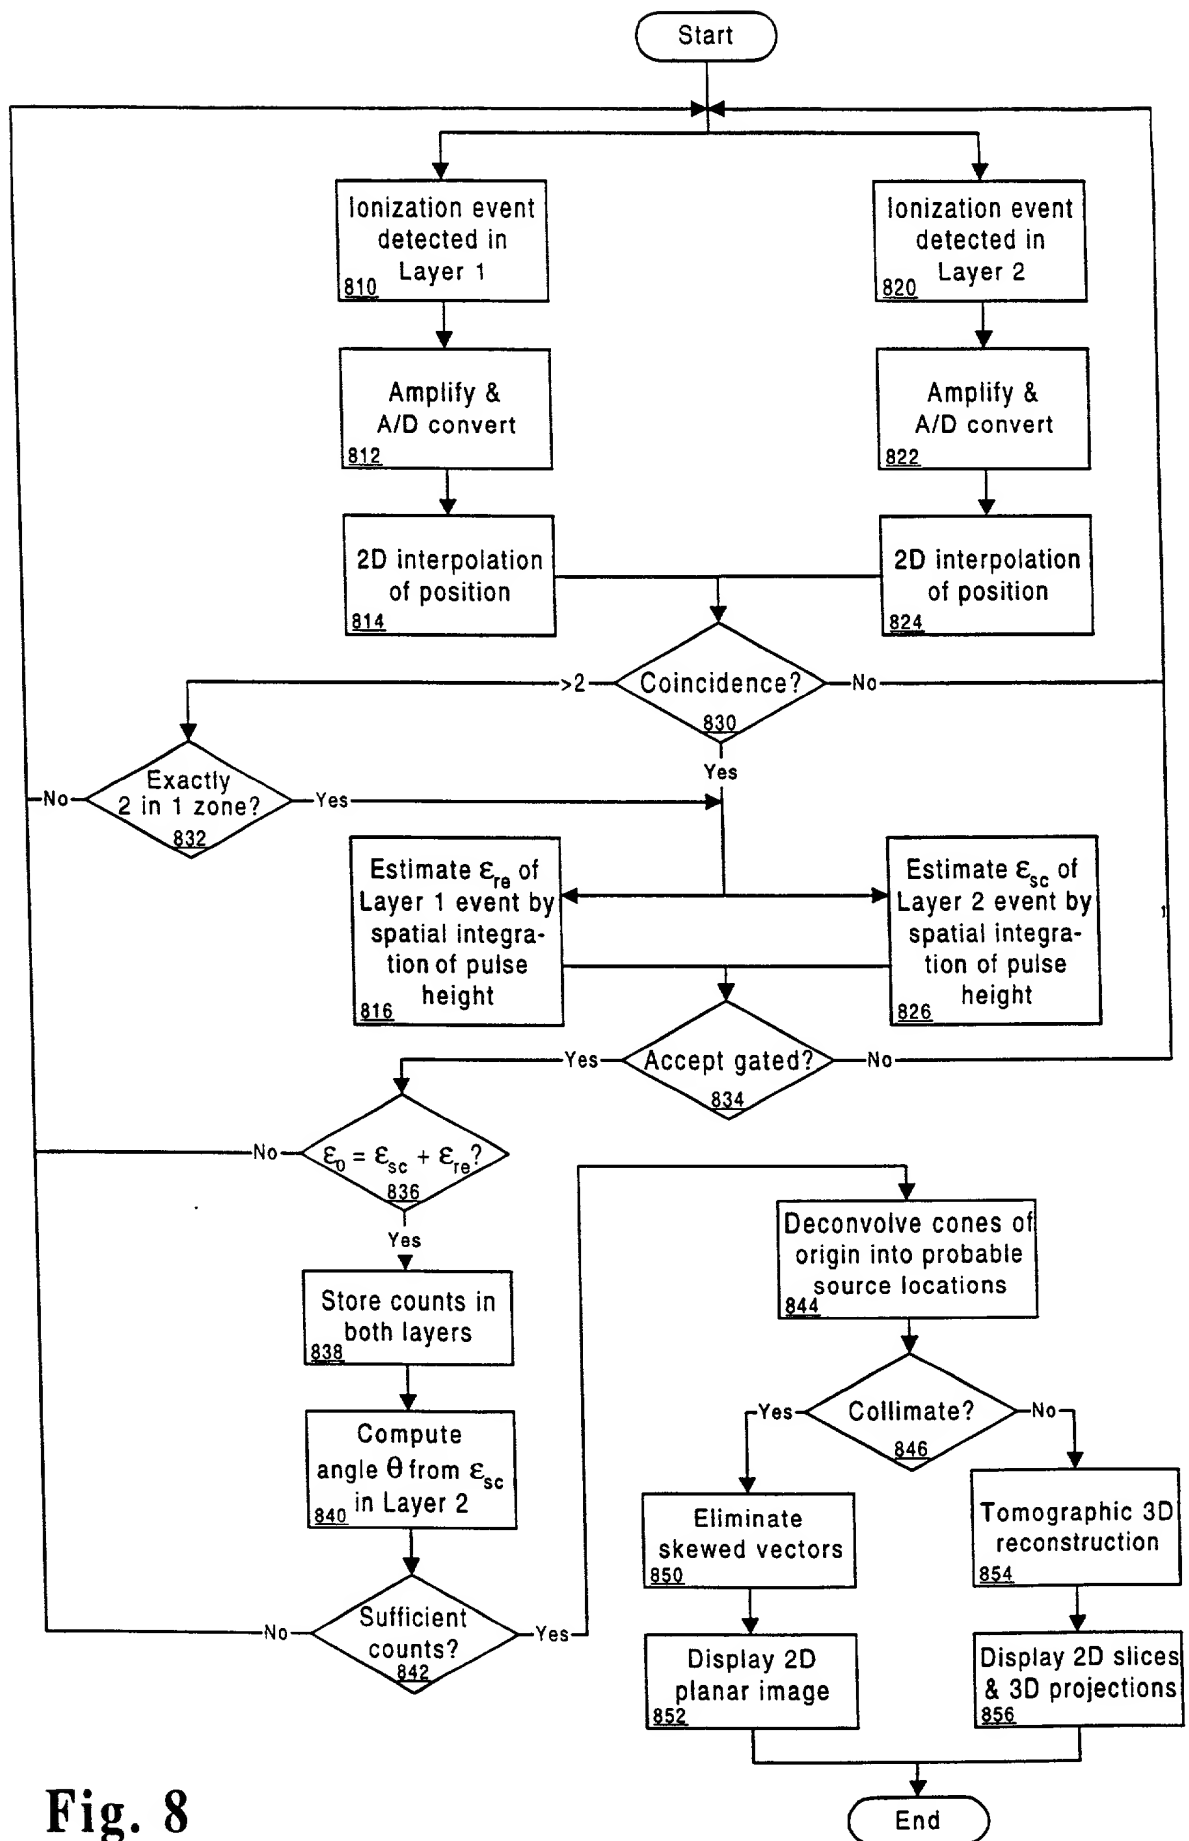 Start
Ionization event
detected in
Layer 1
810
Ionization event
detected in
Layer 2
820
Amplify &
A/D convert
812
Amplify &
A/D convert
822
2D interpolation
of position
814
2D interpolation
of position
824
>2
Coincidence?
No
830
Yes
No
Exactly
2 in 1 zone?
832
Yes
Estimate εre of
Layer 1 event by
spatial integra-
tion of pulse
height
816
Estimate εsc of
Layer 2 event by
spatial integra-
tion of pulse
height
826
Yes
Accept gated?
No
834
No
ε0 = εsc + εre?
836
Yes
Store counts in
both layers
838
Compute
angle θ from εsc
in Layer 2
840
No
Sufficient
counts?
842
Yes
Deconvolve cones of
origin into probable
source locations
844
Yes
Collimate?
No
846
Eliminate
skewed vectors
850
Tomographic 3D
reconstruction
854
Display 2D
planar image
852
Display 2D slices
& 3D projections
856
End
Fig. 8